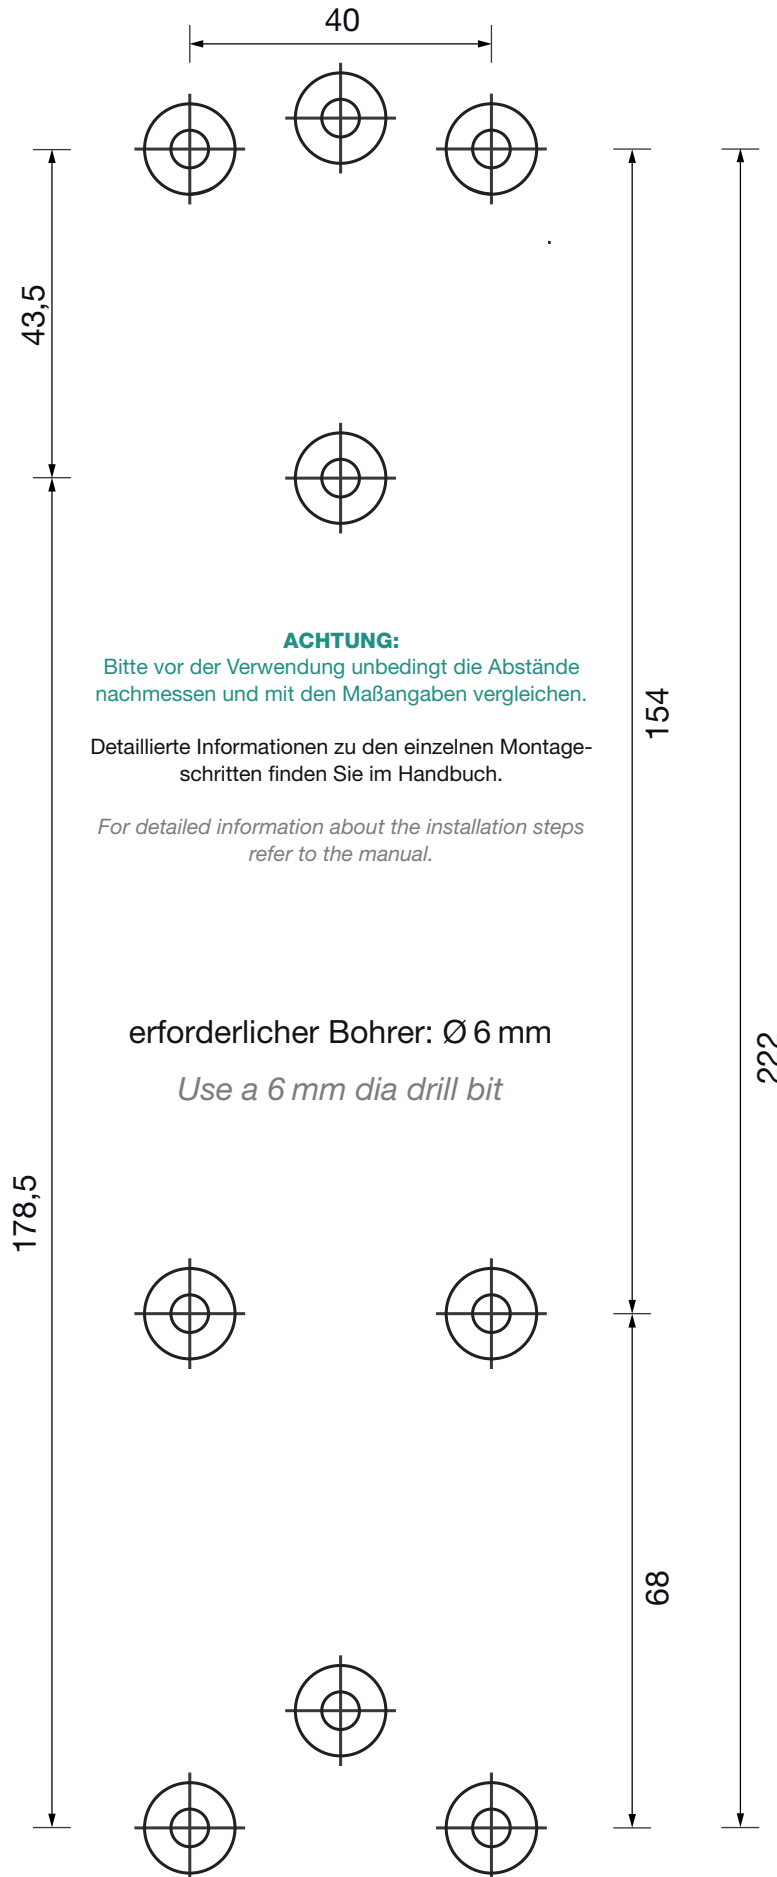 40
43,5
ACHTUNG:
Bitte vor der Verwendung unbedingt die Abstände
nachmessen und mit den Maßangaben vergleichen.
154
Detaillierte Informationen zu den einzelnen Montage-
schritten finden Sie im Handbuch.
For detailed information about the installation steps
refer to the manual.
erforderlicher Bohrer: Ø 6 mm
222
Use a 6 mm dia drill bit
178,5
68